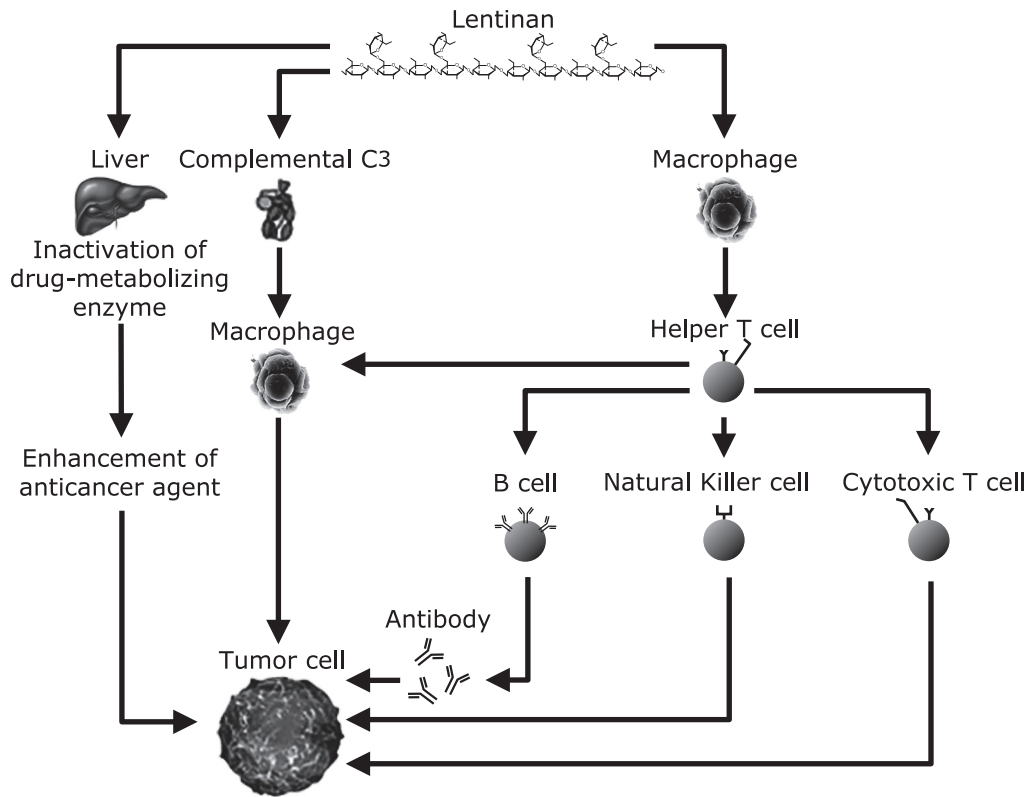 Lentinan
Liver
Complemental C3
Macrophage
Inactivation of
drug-metabolizing
enzyme
Macrophage
Helper T cell
Enhancement of
anticancer agent
B cell
Natural Killer cell
Cytotoxic T cell
Antibody
Tumor cell